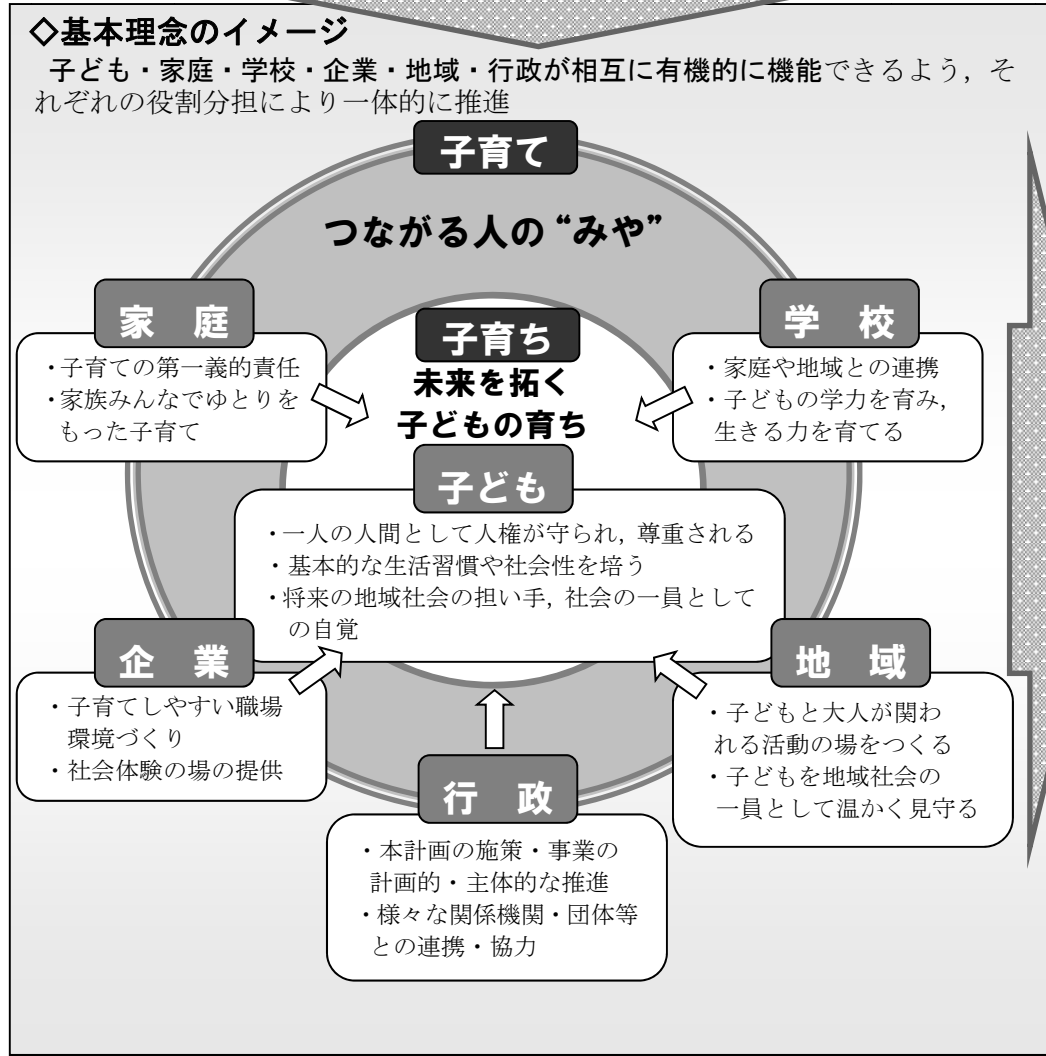 ◇基本理念のイメージ
子ども・家庭・学校・企業・地域・行政が相互に有機的に機能できるよう，そ
れぞれの役割分担により一体的に推進
子育て
つながる人の“みや”
家　庭
・子育ての第一義的責任
・家族みんなでゆとりを
もった子育て
学　校
・家庭や地域との連携
・子どもの学力を育み，
生きる力を育てる
子育ち
未来を拓く
子どもの育ち
子ども
・一人の人間として人権が守られ，尊重される
・基本的な生活習慣や社会性を培う
・将来の地域社会の担い手，社会の一員として
の自覚
企　業
・子育てしやすい職場
環境づくり
・社会体験の場の提供
地　域
・子どもと大人が関わ
れる活動の場をつくる
・子どもを地域社会の
一員として温かく見守る
行　政
・本計画の施策・事業の
計画的・主体的な推進
・様々な関係機関・団体等
との連携・協力